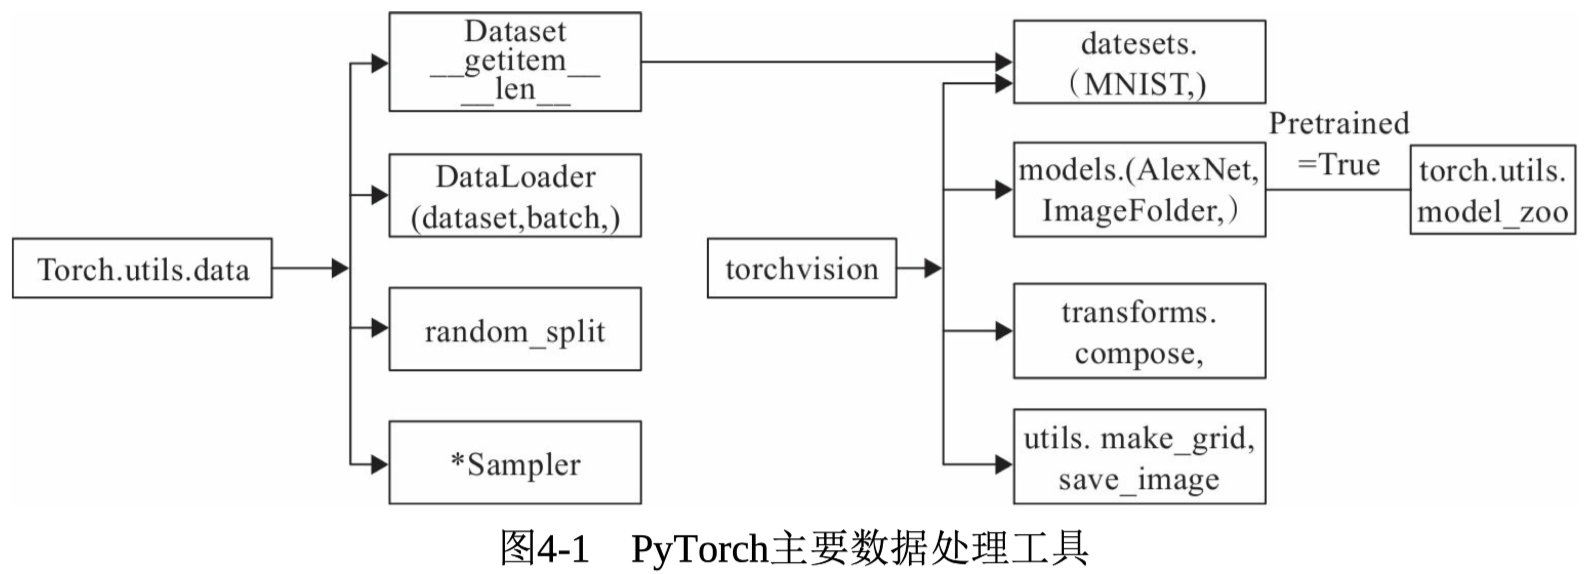 Torch.utils.data
Dataset
__getitem__
__len__
DataLoader
(dataset,batch,)
random_split
*Sampler
torchvision
datesets.
（MNIST,)
models.(AlexNet,
ImageFolder,）
Pretrained
=True
torch.utils.
model_zoo
transforms.
compose,
utils. make_grid,
save_image
图4-1 PyTorch主要数据处理工具